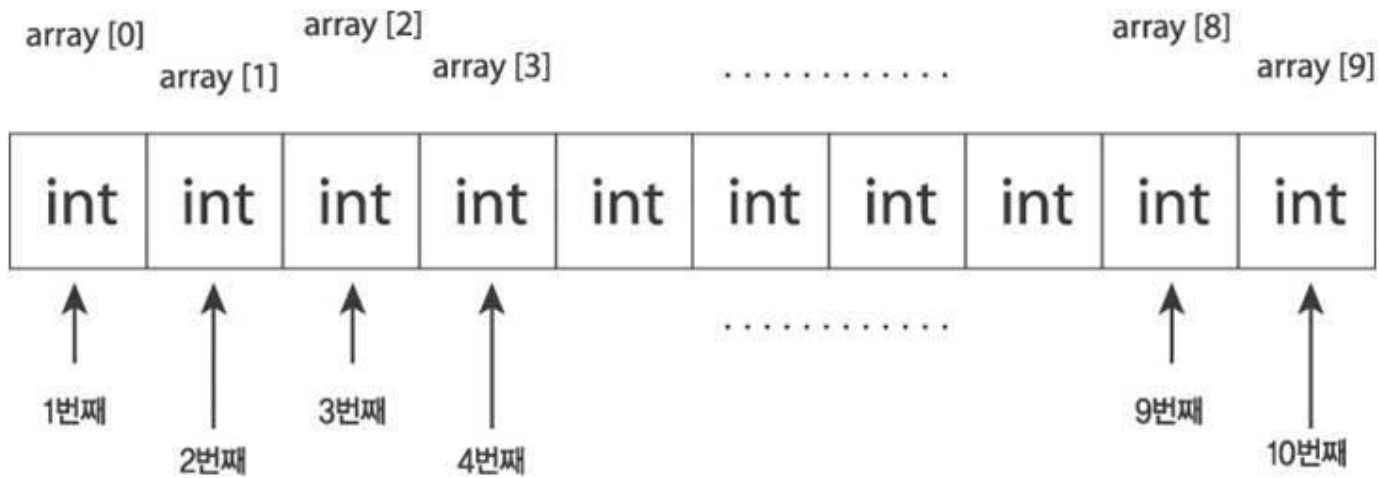 array [0] array [1] array [2] array [3] . . . . . . . . . . . . array [8] array [9]
int int int int int int int int int int
. . . . . . . . . . . .
1번째 2번째 3번째 4번째 9번째 10번째